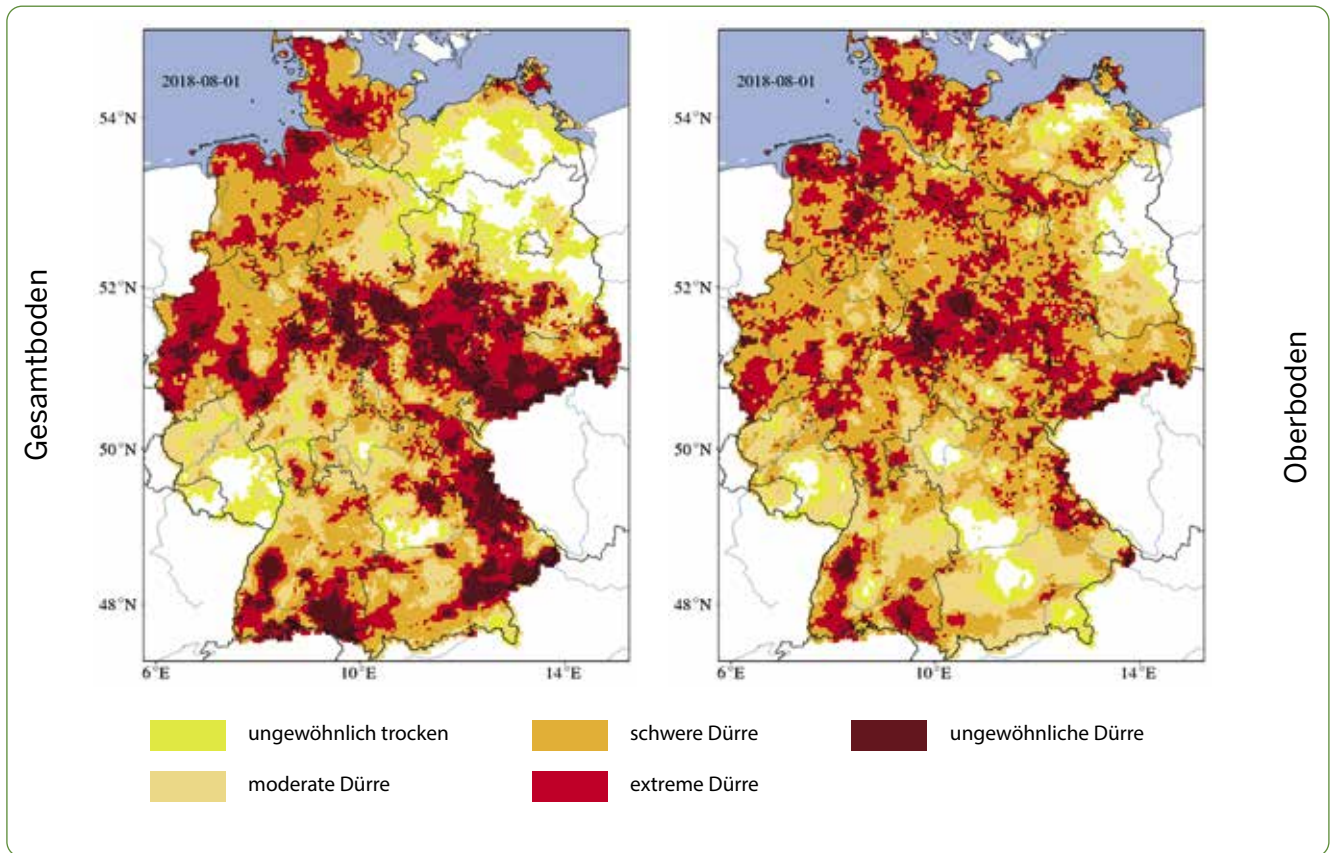 Gesamtboden
2018-08-01
54°N
52°N
50°N
48°N
6°E
10°E
14°E
2018-08-01
54°N
52°N
50°N
48°N
6°E
10°E
14°E
Oberboden
ungewöhnlich trocken
schwere Dürre
ungewöhnliche Dürre
moderate Dürre
extreme Dürre